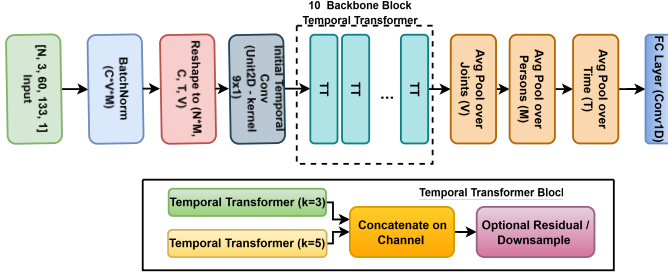 10 Backbone Block
Temporal Transformer
[N, 3, 60, 133, 1]
Input
BatchNorm
(C*V*M)
Reshape to (N*M,
C, T, V)
Initial Temporal
Conv
(Unit2D - kernel
9x1)
TT
TT
...
TT
Avg Pool over
Joints (V)
Avg Pool over
Persons (M)
Avg Pool over
Time (T)
FC Layer (Conv1D)
Temporal Transformer Block
Temporal Transformer (k=3)
Temporal Transformer (k=5)
Concatenate on
Channel
Optional Residual /
Downsample